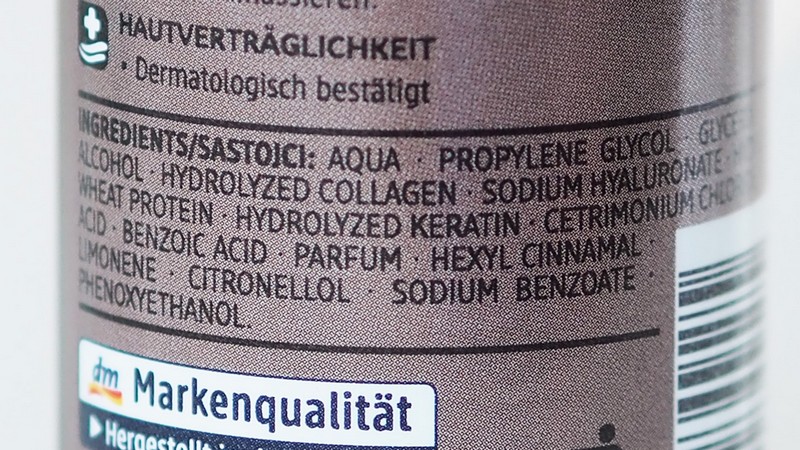 HAUTVERTRÄGLICHKEIT
• Dermatologisch bestätigt
INGREDIENTS/SASTOJCI: AQUA · PROPYLENE GLYCOL ·
ALCOHOL · HYDROLYZED COLLAGEN · SODIUM HYALURONATE ·
WHEAT PROTEIN · HYDROLYZED KERATIN · CETRIMONIUM
ACID · BENZOIC ACID · PARFUM · HEXYL CINNAMAL ·
LIMONENE · CITRONELLOL · SODIUM BENZOATE ·
PHENOXYETHANOL.
dm Markenqualität